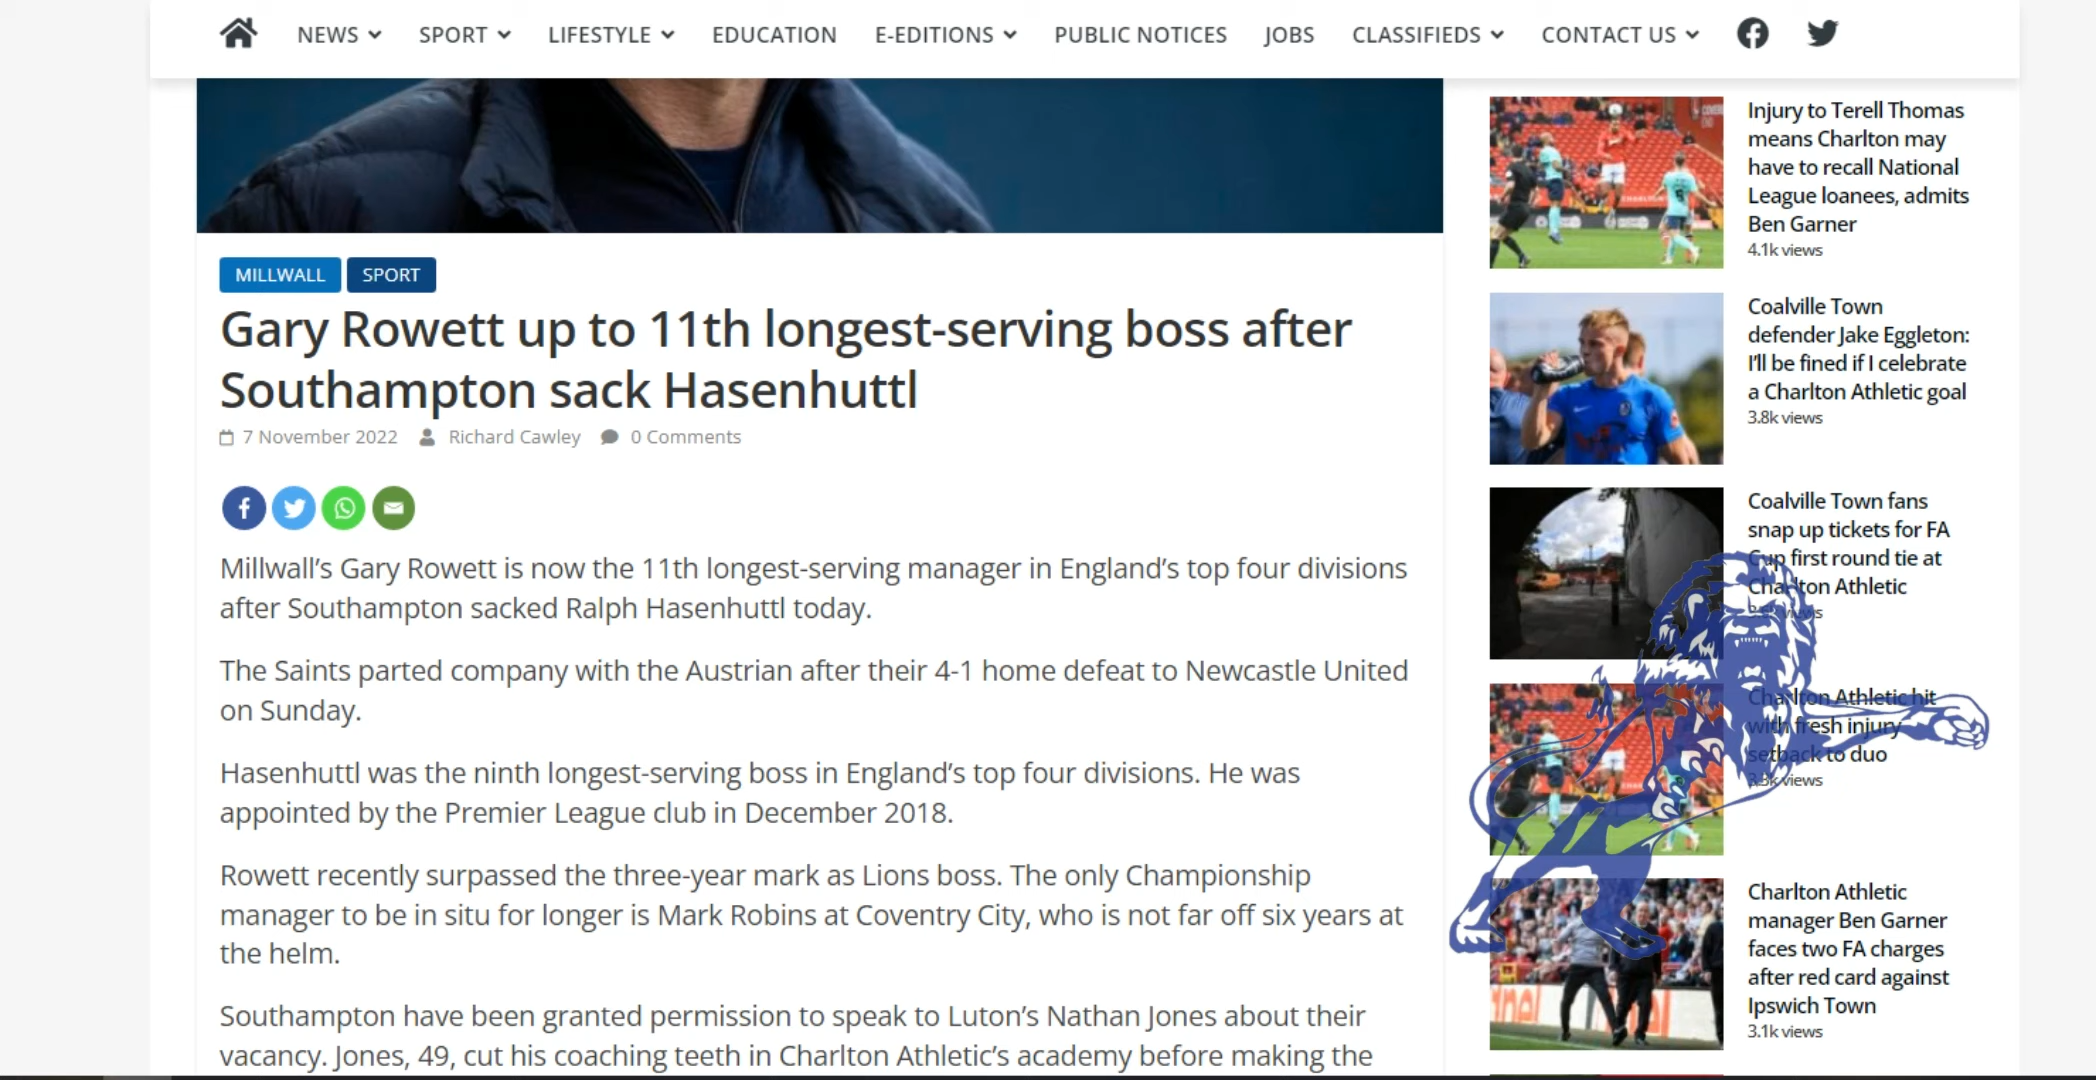 NEWS SPORT LIFESTYLE EDUCATION E-EDITIONS PUBLIC NOTICES JOBS CLASSIFIEDS CONTACT US
MILLWALL SPORT
Gary Rowett up to 11th longest-serving boss after
Southampton sack Hasenhuttl
7 November 2022 Richard Cawley 0 Comments
Millwall’s Gary Rowett is now the 11th longest-serving manager in England’s top four divisions
after Southampton sacked Ralph Hasenhuttl today.
The Saints parted company with the Austrian after their 4-1 home defeat to Newcastle United
on Sunday.
Hasenhuttl was the ninth longest-serving boss in England’s top four divisions. He was
appointed by the Premier League club in December 2018.
Rowett recently surpassed the three-year mark as Lions boss. The only Championship
manager to be in situ for longer is Mark Robins at Coventry City, who is not far off six years at
the helm.
Southampton have been granted permission to speak to Luton’s Nathan Jones about their
vacancy. Jones, 49, cut his coaching teeth in Charlton Athletic’s academy before making the
Injury to Terell Thomas
means Charlton may
have to recall National
League loanees, admits
Ben Garner
4.1k views
Coalville Town
defender Jake Eggleton:
I’ll be fined if I celebrate
a Charlton Athletic goal
3.8k views
Coalville Town fans
snap up tickets for FA
Cup first round tie at
Charlton Athletic
views
Charlton Athletic hit
with fresh injury
setback to duo
3.3k views
Charlton Athletic
manager Ben Garner
faces two FA charges
after red card against
Ipswich Town
3.1k views